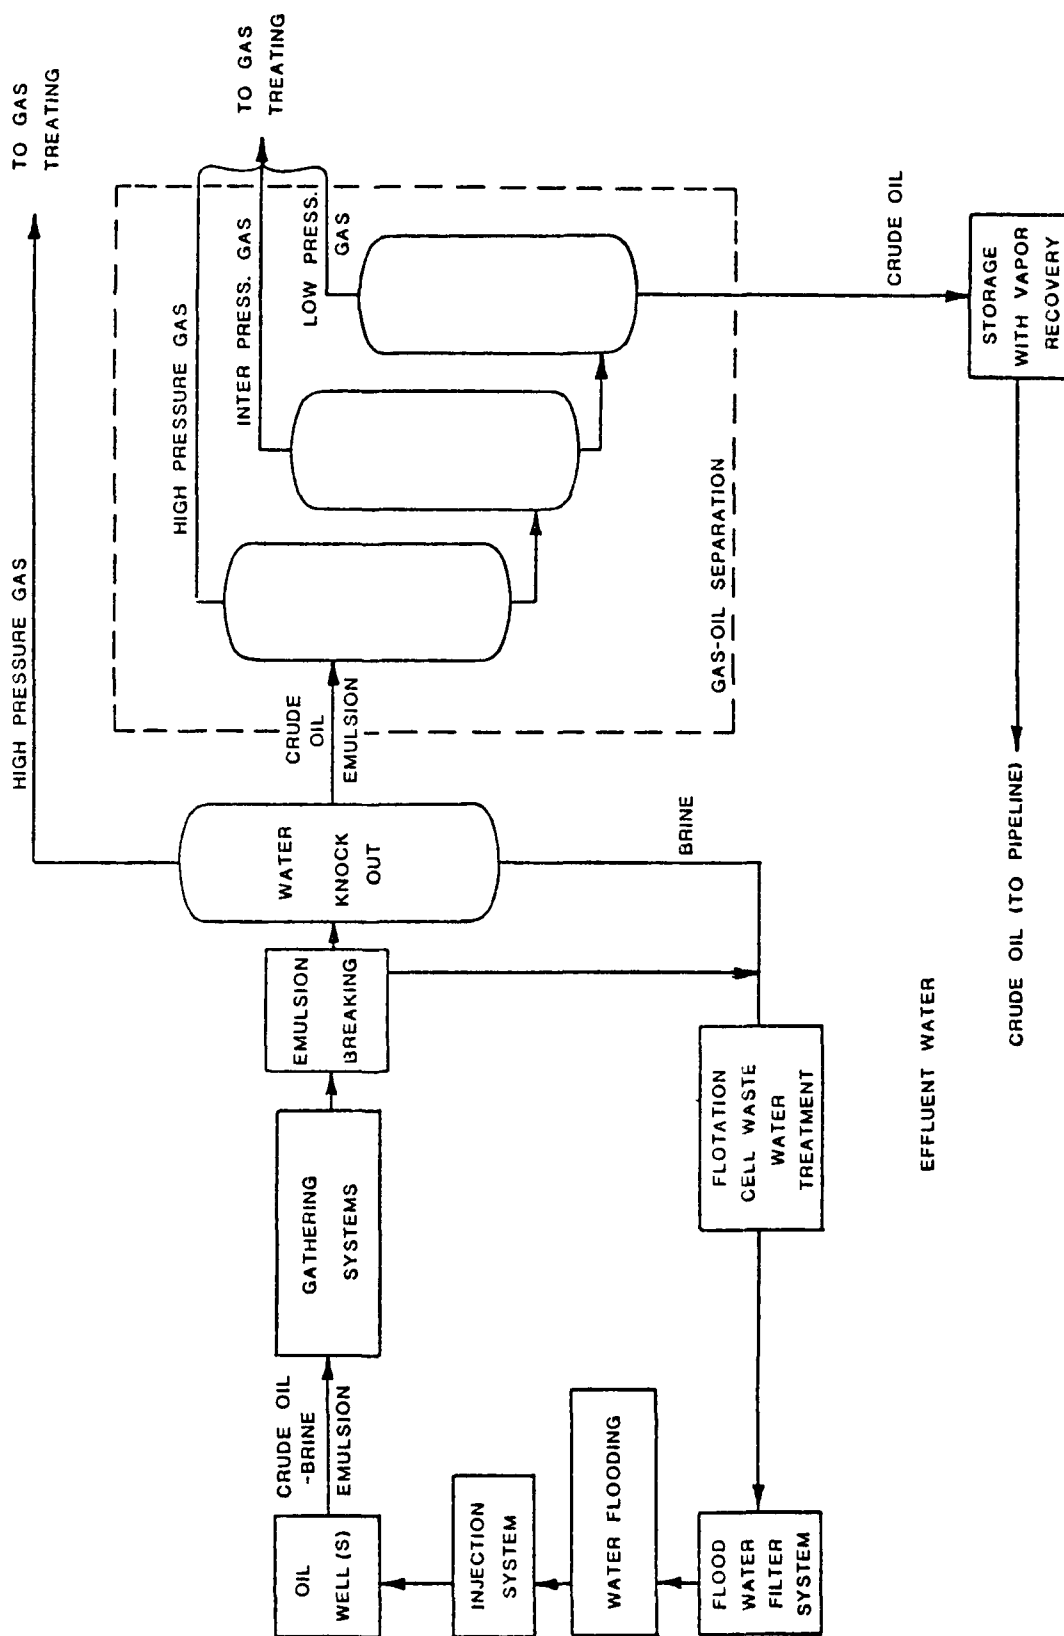 TO GAS
TREATING
HIGH PRESSURE GAS
TO GAS
TREATING
HIGH PRESSURE GAS
INTER PRESS. GAS
LOW PRESS.
GAS
CRUDE OIL
-BRINE
EMULSION
OIL
WELL (S)
GATHERING
SYSTEMS
EMULSION
BREAKING
WATER
KNOCK
OUT
CRUDE
OIL
EMULSION
GAS-OIL SEPARATION
INJECTION
SYSTEM
WATER FLOODING
FLOOD
WATER
FILTER
SYSTEM
FLOTATION
CELL WASTE
WATER
TREATMENT
BRINE
CRUDE OIL
STORAGE
WITH VAPOR
RECOVERY
EFFLUENT WATER
CRUDE OIL (TO PIPELINE)